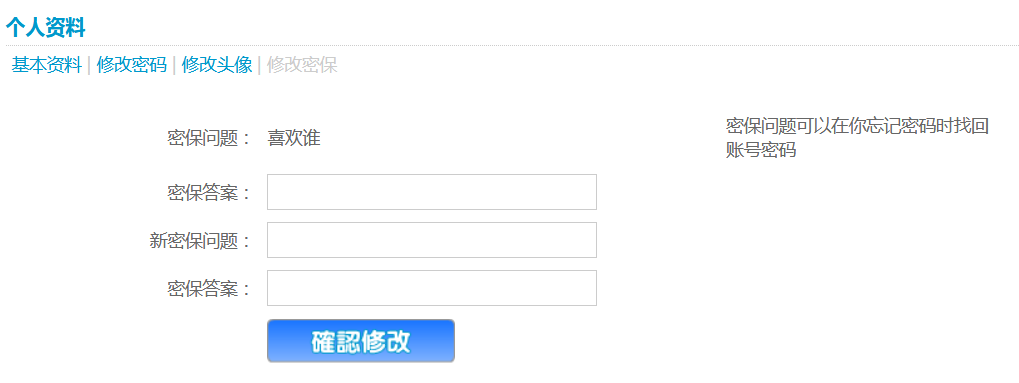 个人资料
基本资料 | 修改密码 | 修改头像 | 修改密保
密保问题： 喜欢谁
密保问题可以在你忘记密码时找回
账号密码
密保答案：
新密保问题：
密保答案：
確認修改